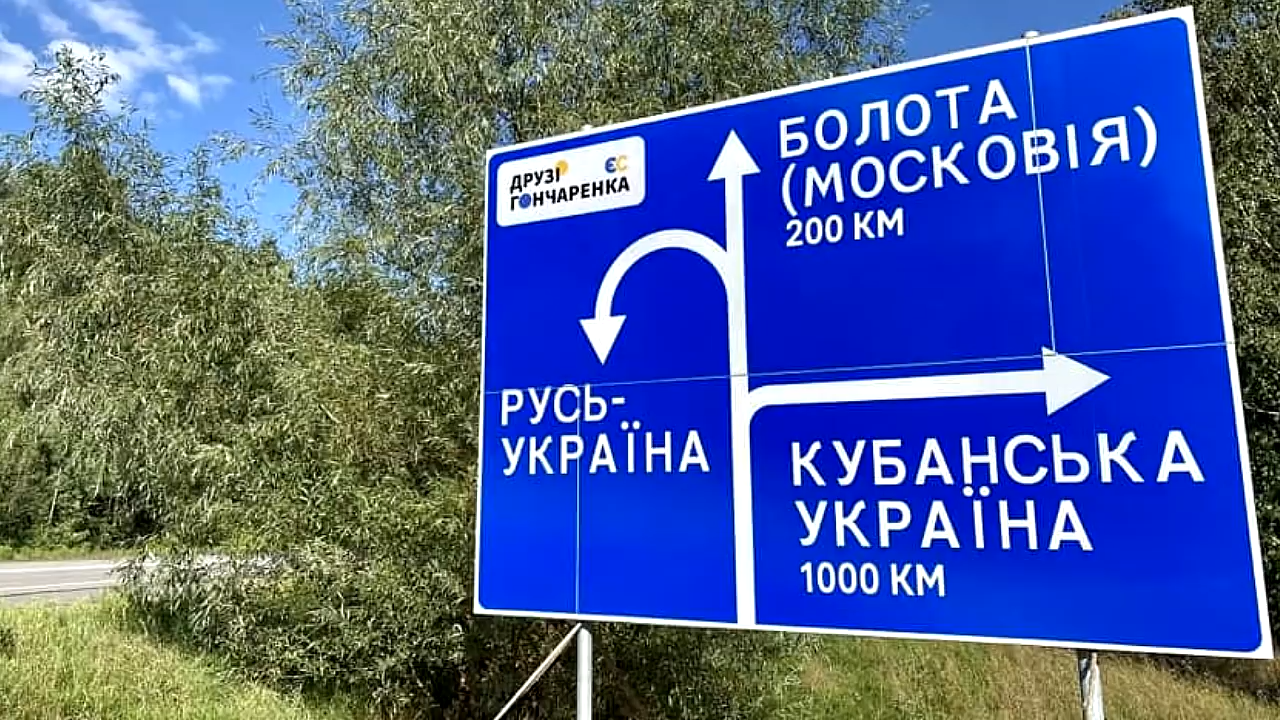 ДРУЗІ ЄС
ГОНЧАРЕНКА
БОЛОТА
(МОСКОВІЯ)
200 КМ
РУСЬ-
УКРАЇНА
КУБАНСЬКА
УКРАЇНА
1000 КМ